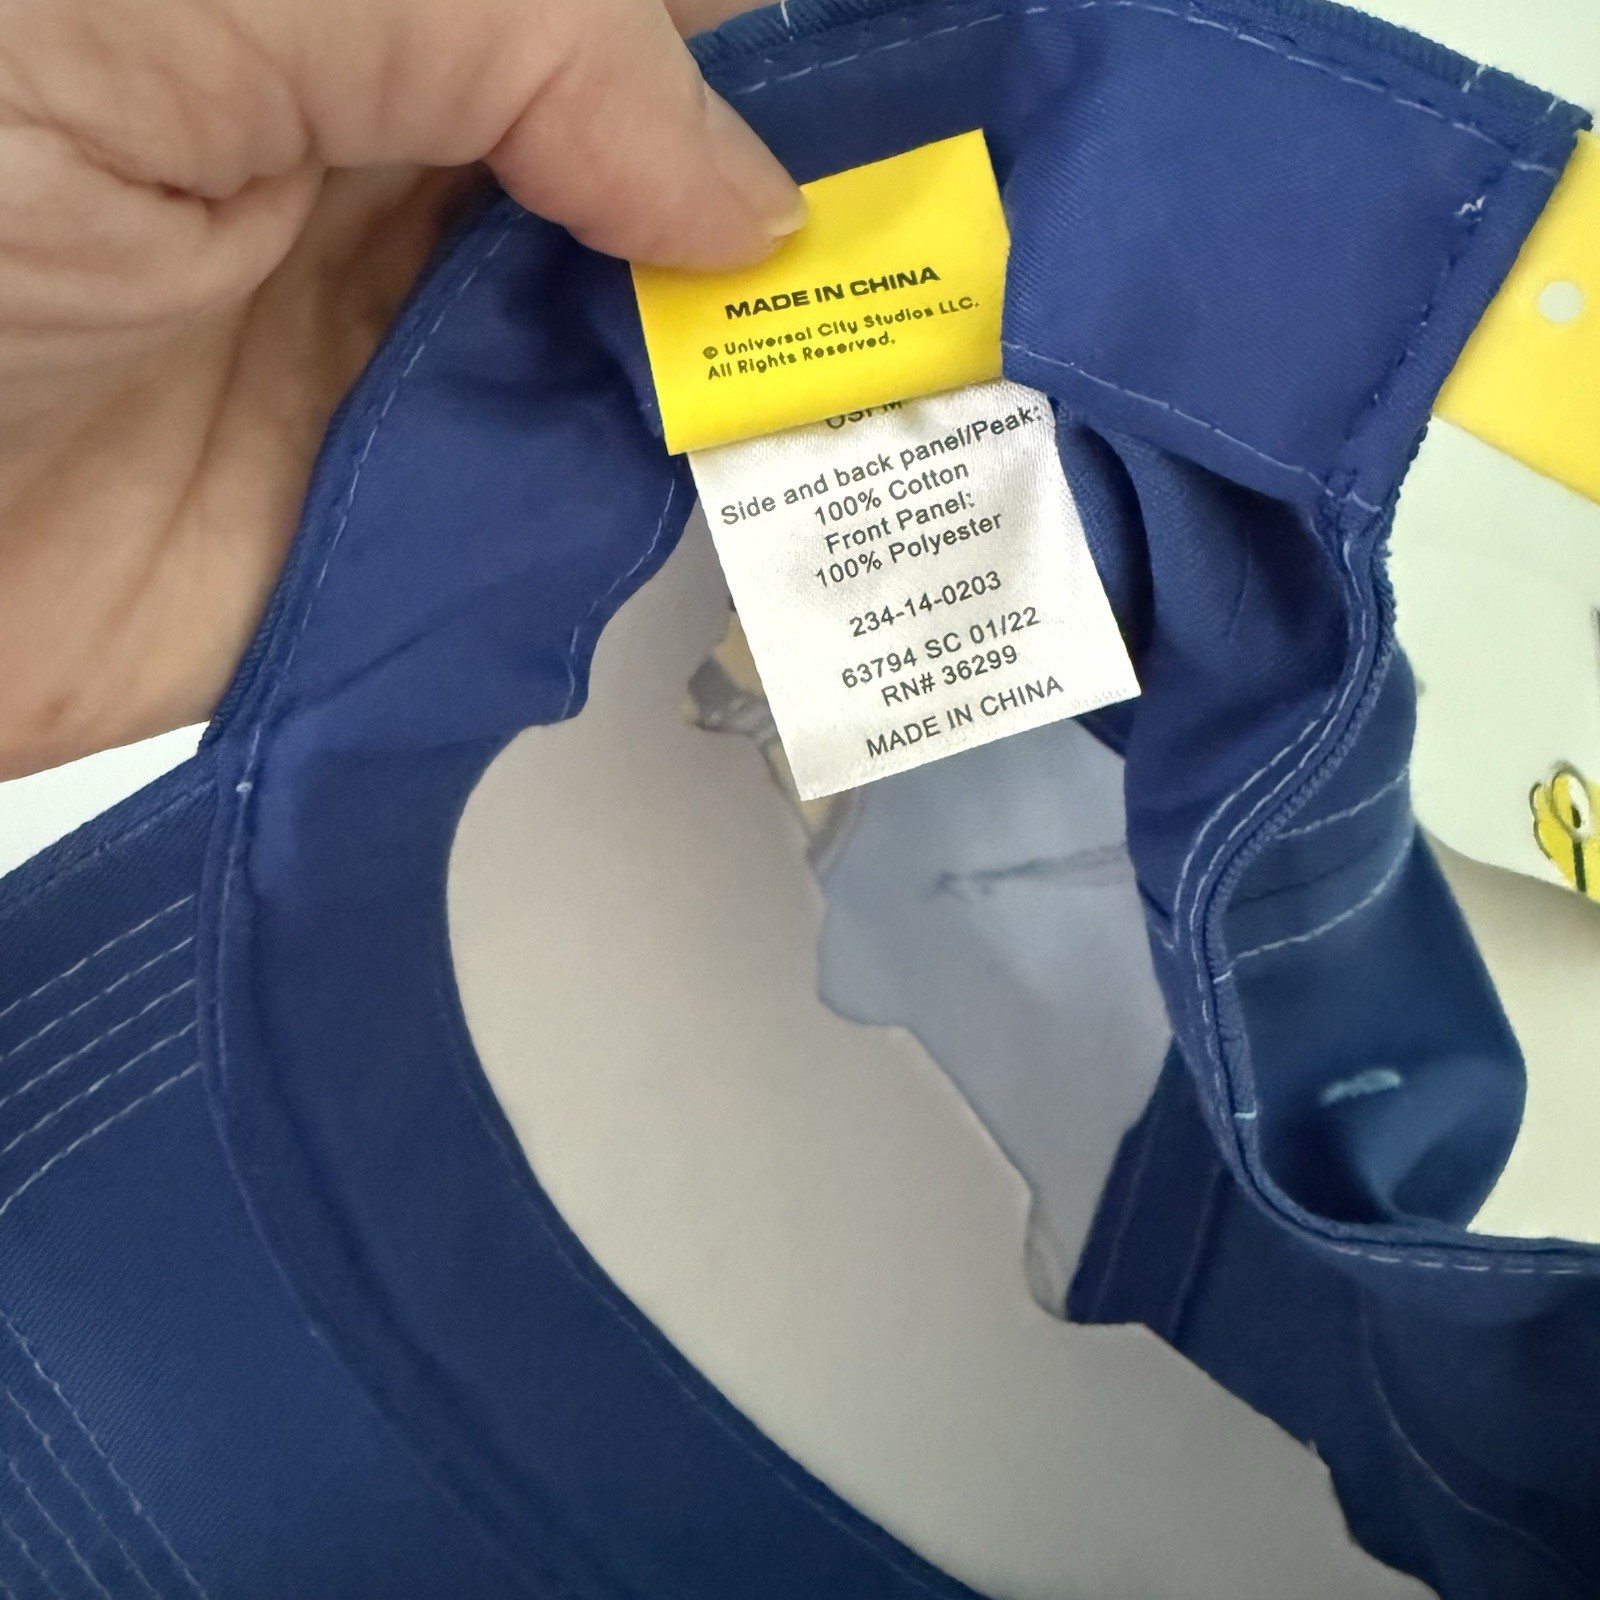 MADE IN CHINA
© Universal City Studios LLC.
All Rights Reserved.
Side and back panel/Peak:
100% Cotton
Front Panel:
100% Polyester
234-14-0203
63794 SC 01/22
RN# 36299
MADE IN CHINA